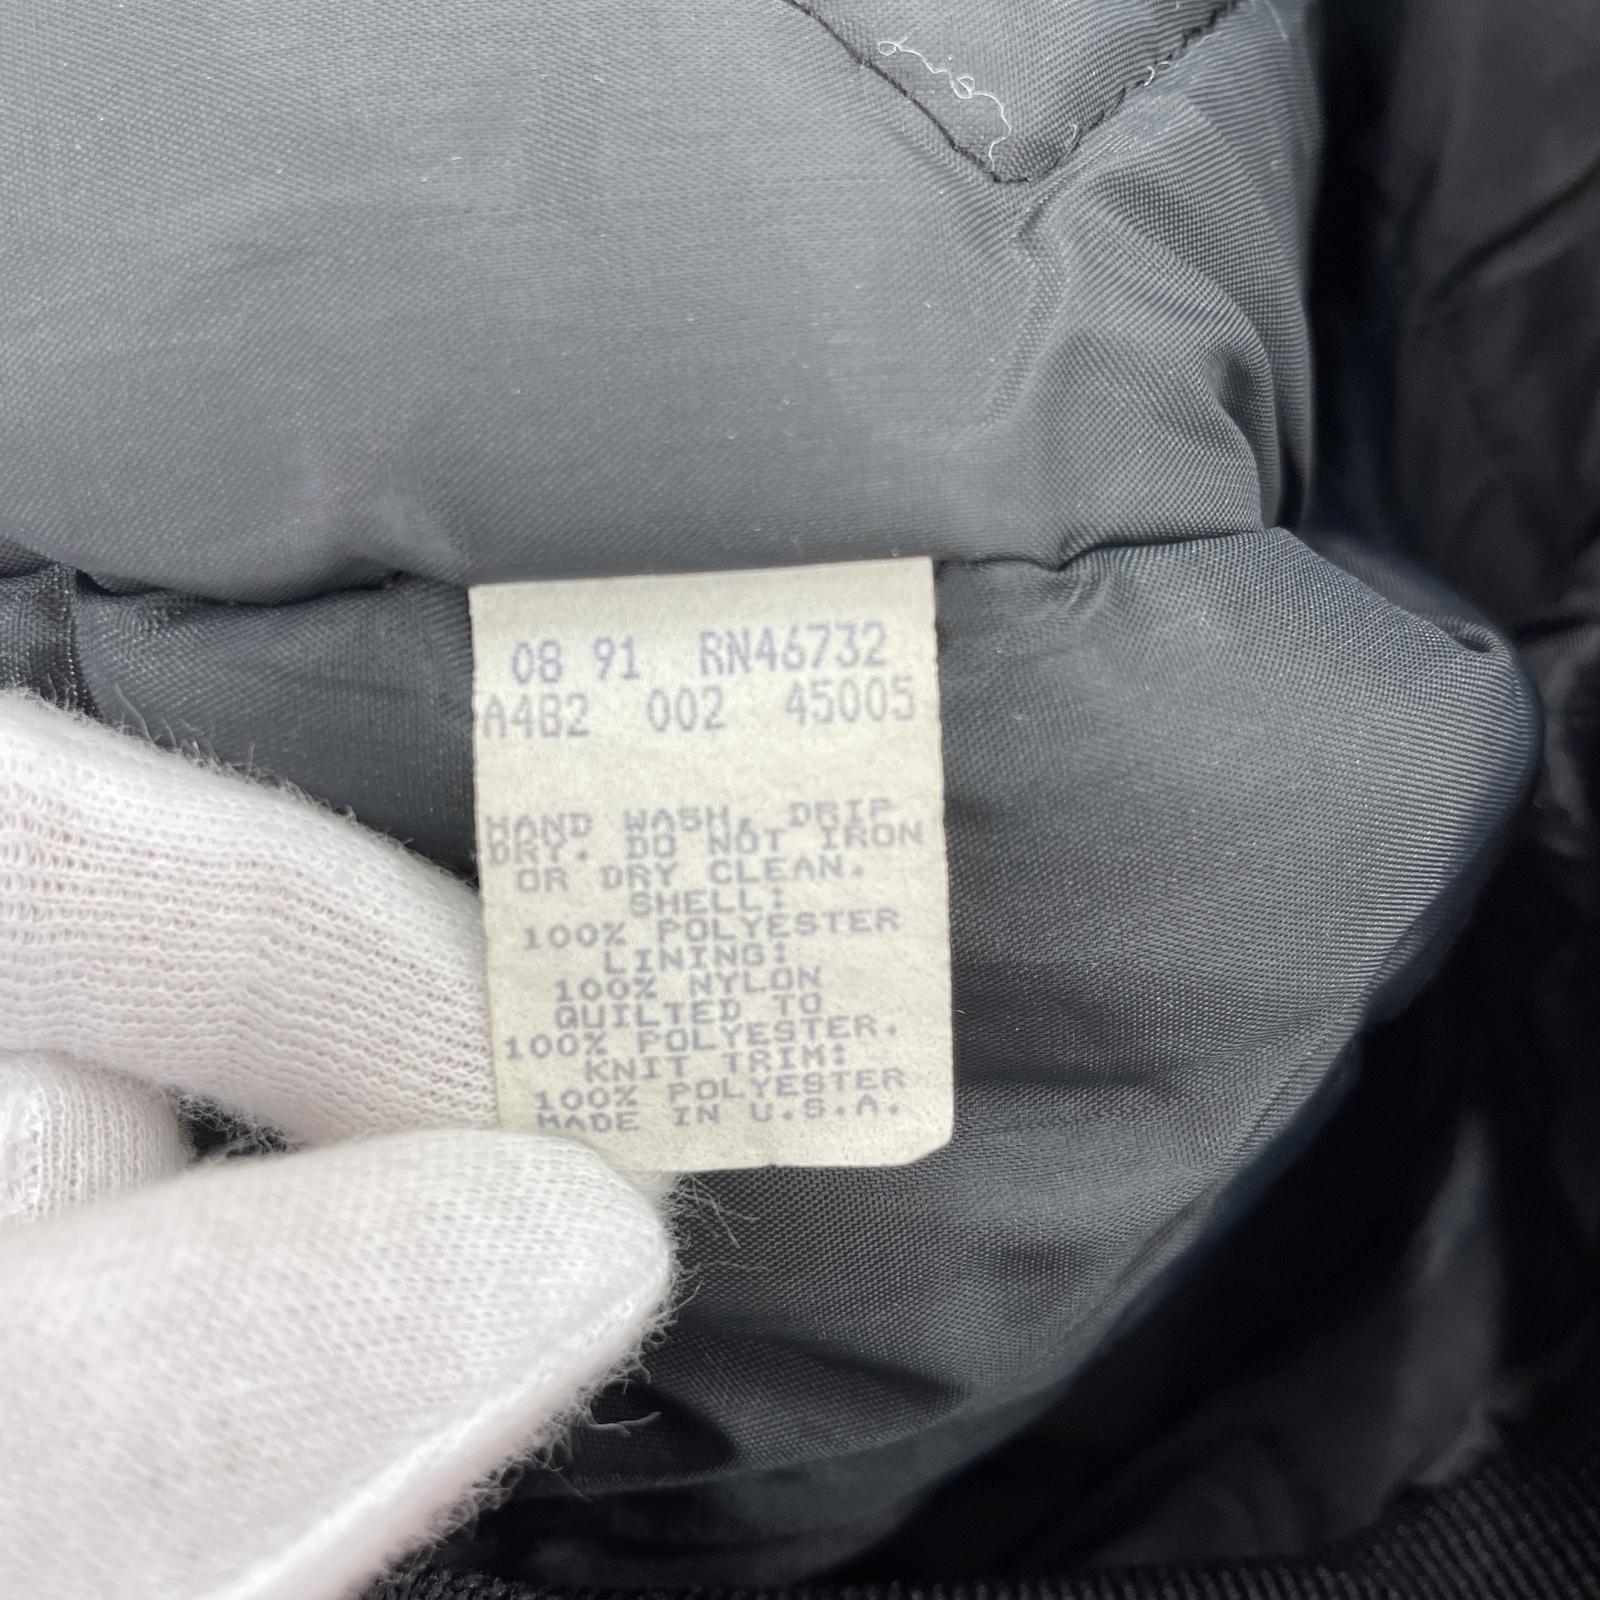 08 91 RN46732
A4B2 002 45005
HAND WASH, DRIP
DRY. DO NOT IRON
OR DRY CLEAN.
SHELL:
100% POLYESTER
LINING:
100% NYLON
QUILTED TO
100% POLYESTER.
KNIT TRIM:
100% POLYESTER
MADE IN U.S.A.